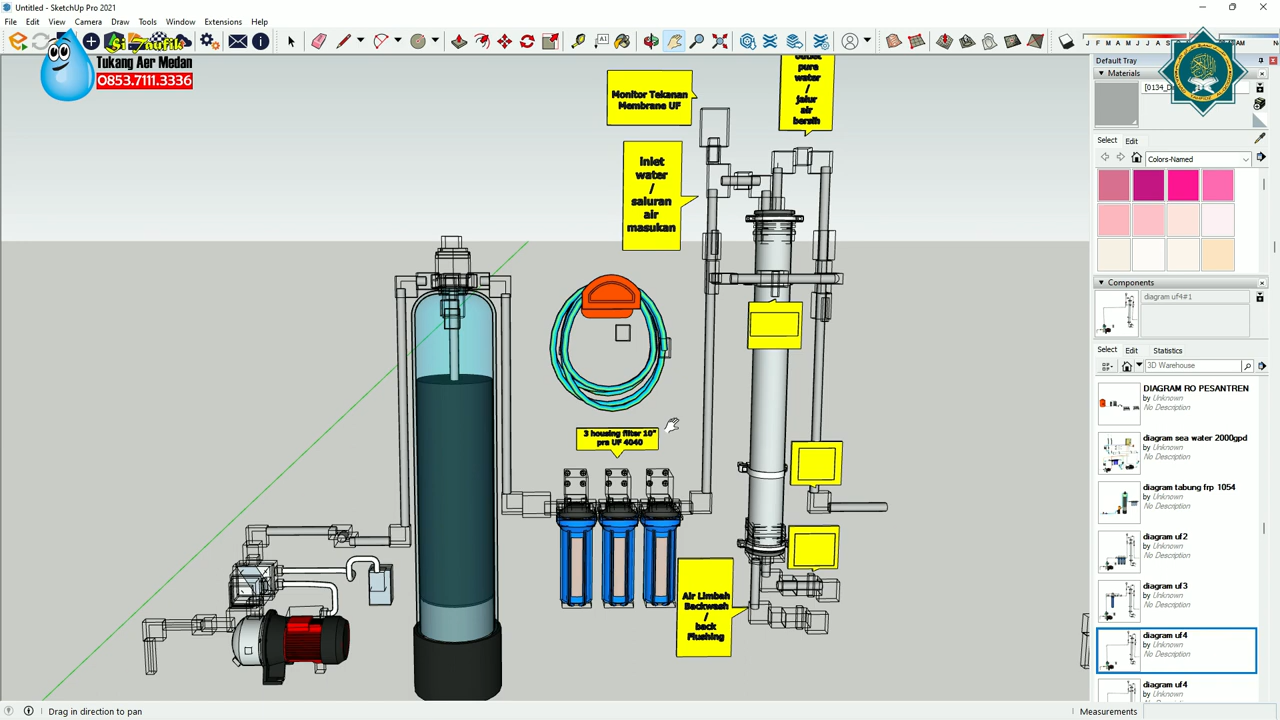 Untitled - SketchUp Pro 2021
File Edit View Camera Draw Tools Window Extensions Help
Si Taufik
Tukang Aer Medan
0853.7111.3336
Default Tray
Materials
Select Edit
Colors-Named
Components
diagram uf4#1
Select Edit Statistics
3D Warehouse
DIAGRAM RO PESANTREN
by Unknown
No Description
diagram sea water 2000gpd
by Unknown
No Description
diagram tabung frp 1054
by Unknown
No Description
diagram uf2
by Unknown
No Description
diagram uf3
by Unknown
No Description
diagram uf4
by Unknown
No Description
diagram uf4
by Unknown
Monitor Tekanan
Membrane UF
pure
water
/
jalur
air
bersih
Inlet
water
/
saluran
air
masukan
3 housing filter 10"
pra UF 4040
Air Limbah
Backwash
/
back
Flushing
Drag in direction to pan
Measurements